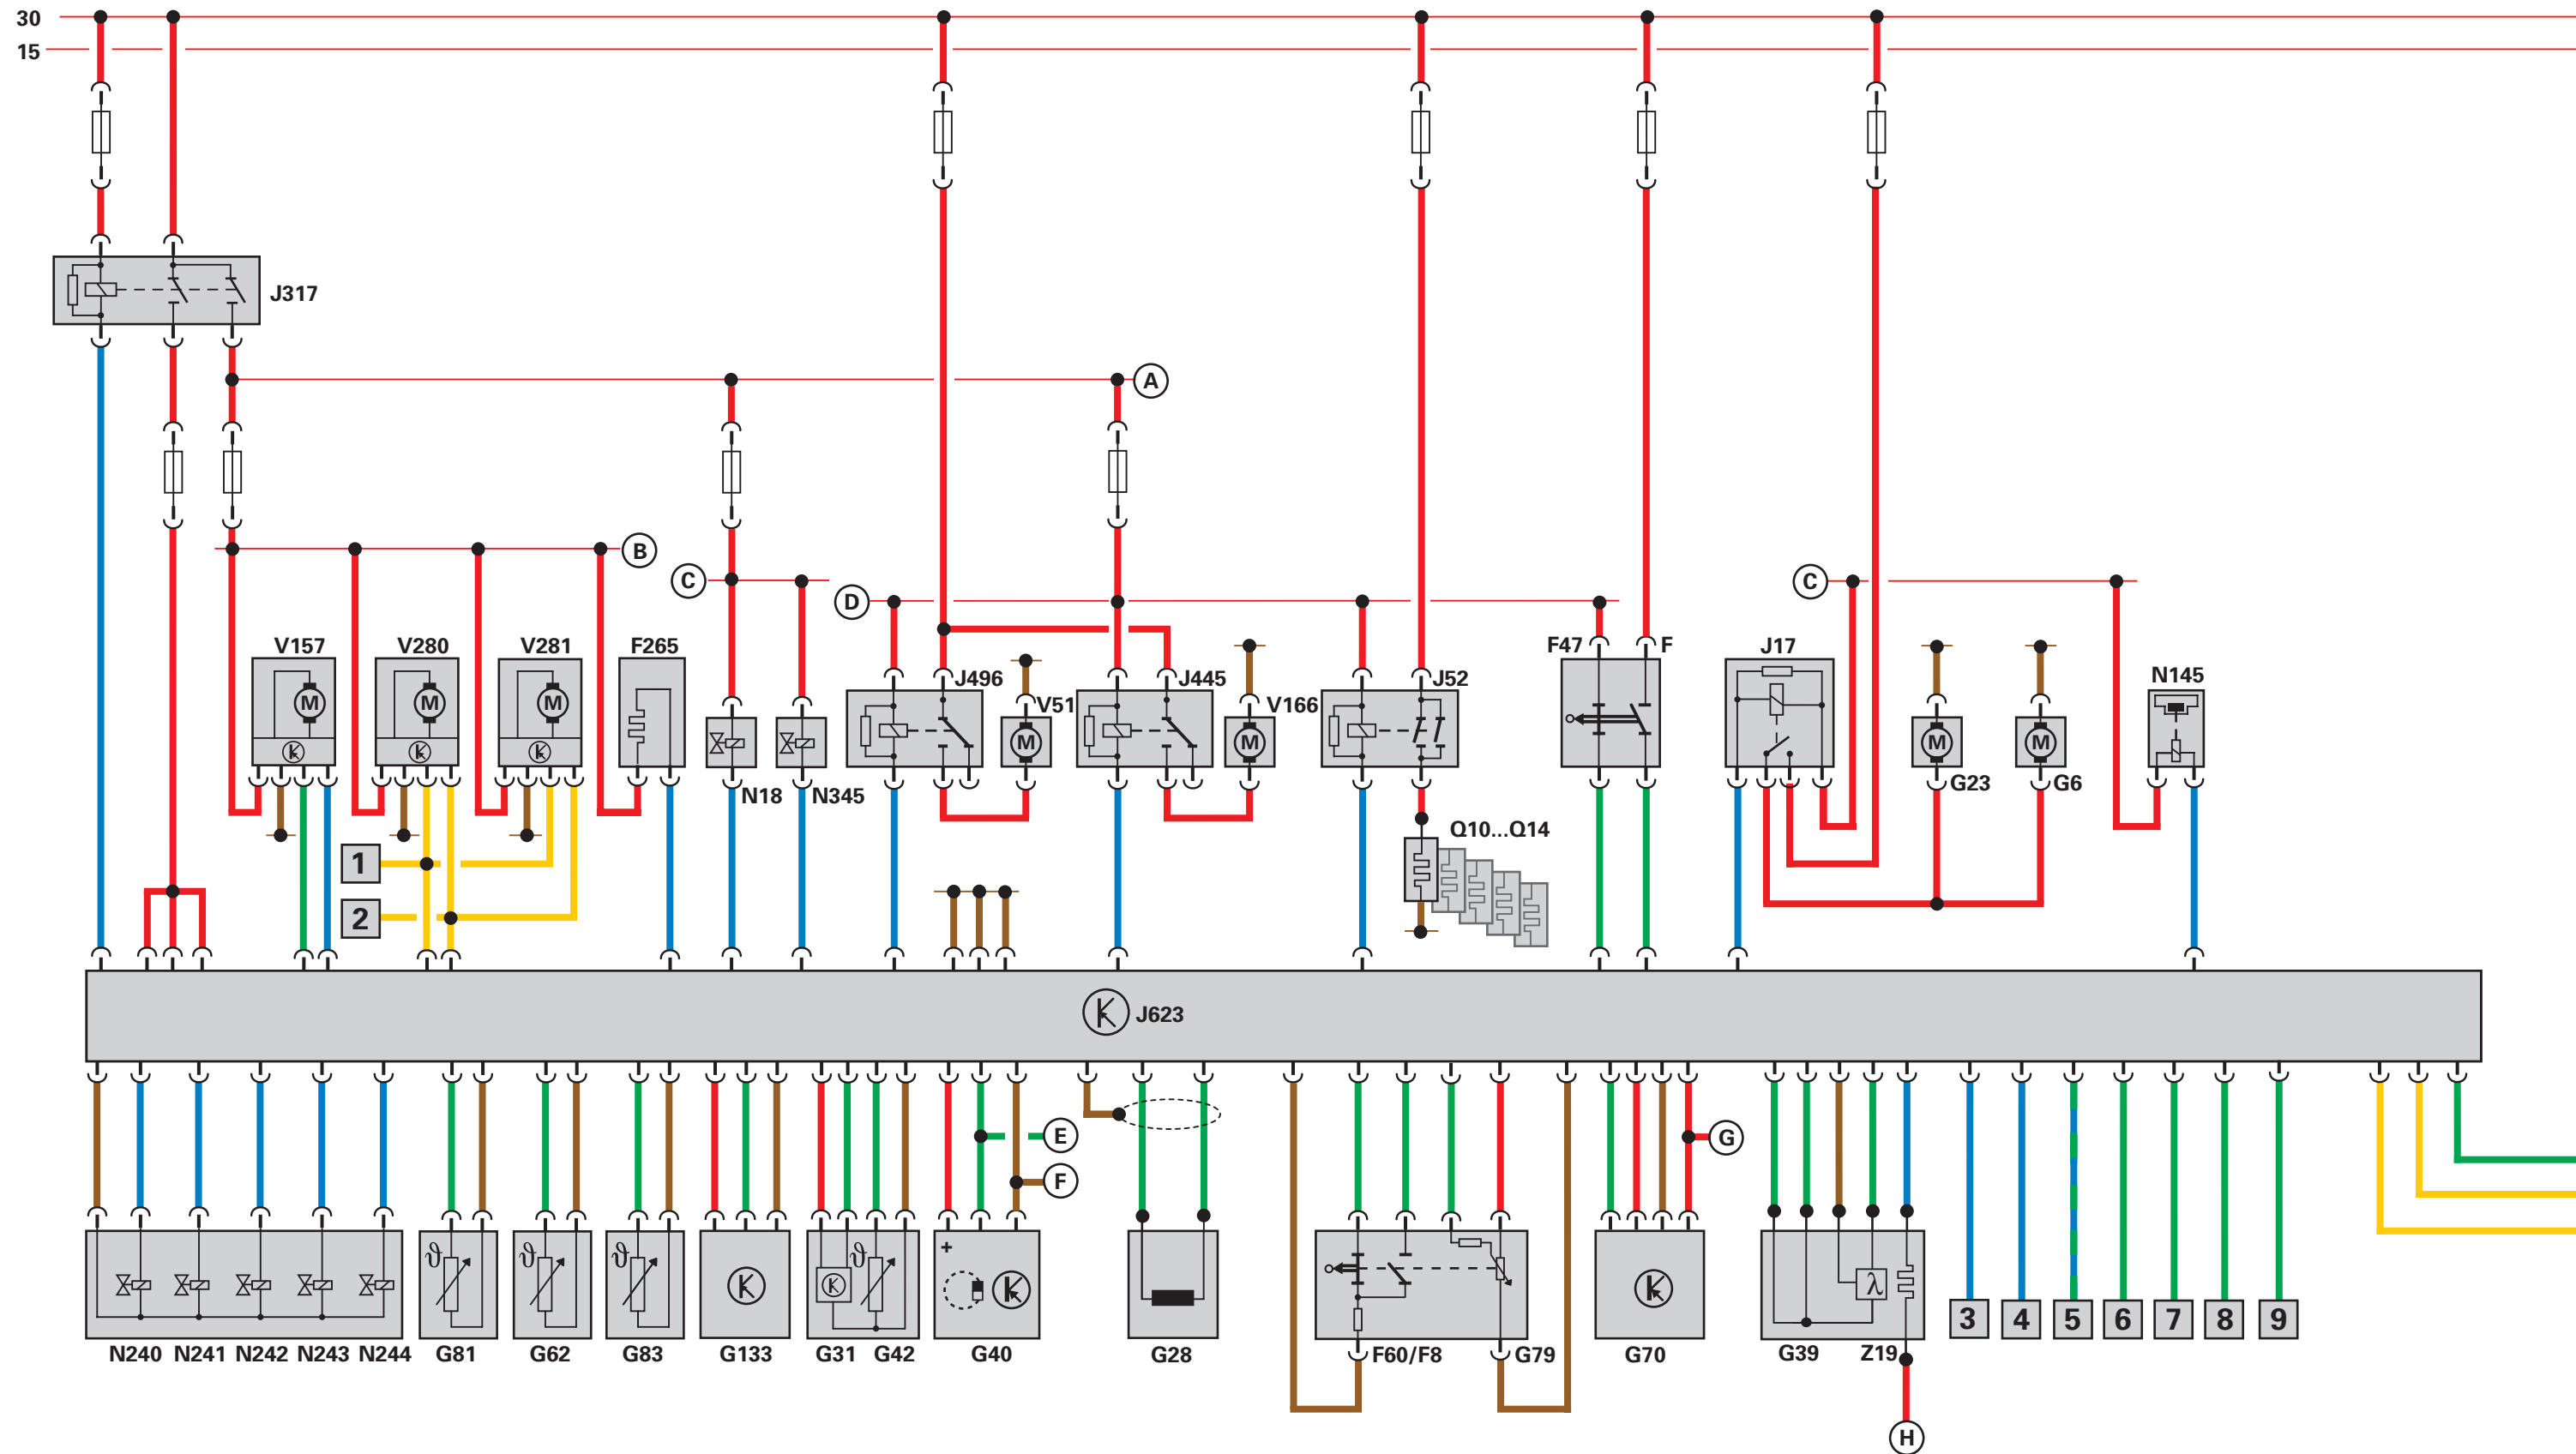 30
15
J317
A
B
C
D
C
V157 V280 V281 F265
F47 F J17
N145
J496 J445 J52
V51 V166
M M M M M M M
G23 G6
N18 N345
Q10...Q14
1
2
J623
E
F
G
ϑ ϑ ϑ ϑ
+
λ
3 4 5 6 7 8 9
N240 N241 N242 N243 N244 G81 G62 G83 G133 G31 G42 G40 G28 F60/F8 G79 G70 G39 Z19
H